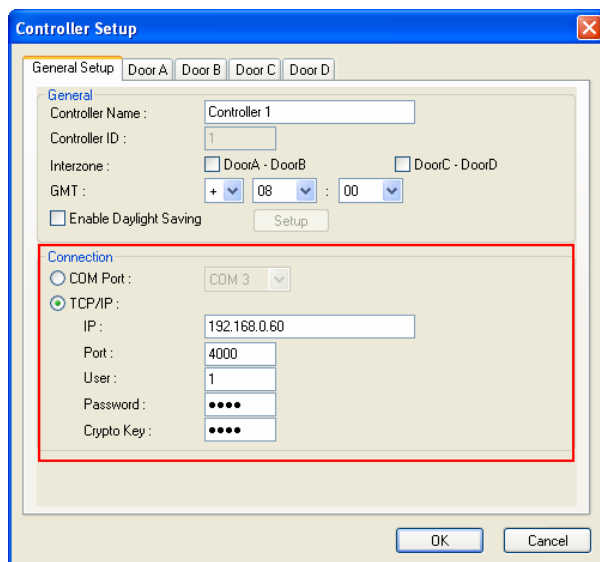 Controller Setup
General Setup Door A Door B Door C Door D
General
Controller Name : Controller 1
Controller ID : 1
Interzone : DoorA - DoorB DoorC - DoorD
GMT : + 08 : 00
Enable Daylight Saving Setup
Connection
COM Port : COM 3
TCP/IP :
IP : 192.168.0.60
Port : 4000
User : 1
Password : ●●●●
Crypto Key : ●●●●
OK Cancel